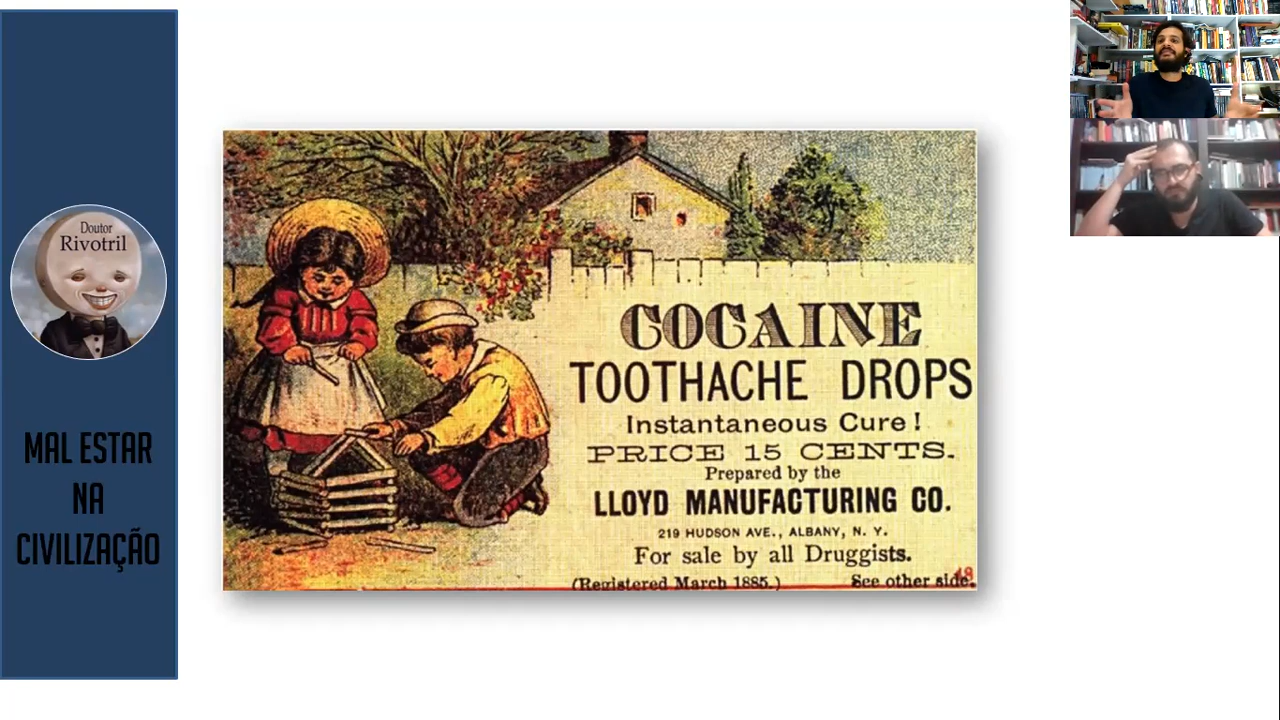 Doutor
Rivotril
MAL ESTAR
NA
CIVILIZAÇÃO
COCAINE
TOOTHACHE DROPS
Instantaneous Cure!
PRICE 15 CENTS.
Prepared by the
LLOYD MANUFACTURING CO.
219 HUDSON AVE., ALBANY, N. Y.
For sale by all Druggists.
(Registered March 1885.) See other side.
18